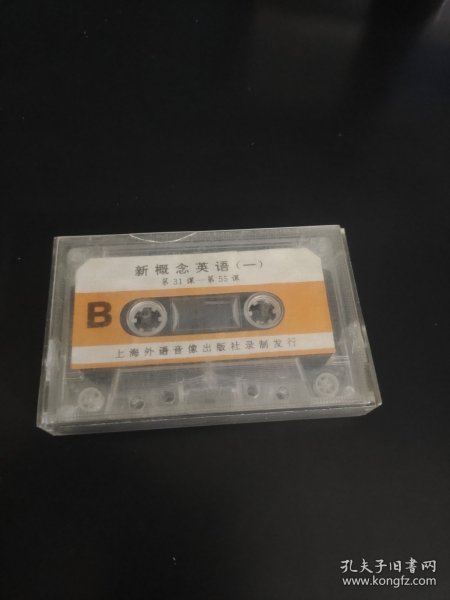 新概念英语(一)
第31课—第55课
B
上海外语音像出版社录制发行
孔夫子旧书网
www.kongfz.com